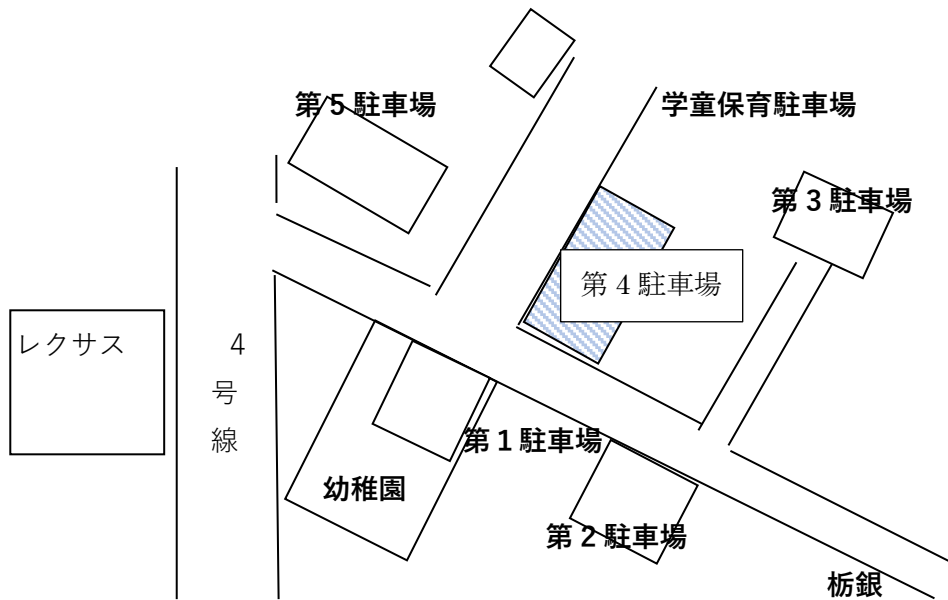 第５駐車場
学童保育駐車場
第３駐車場
第４駐車場
レクサス
４
号
線
第１駐車場
幼稚園
第２駐車場
栃銀